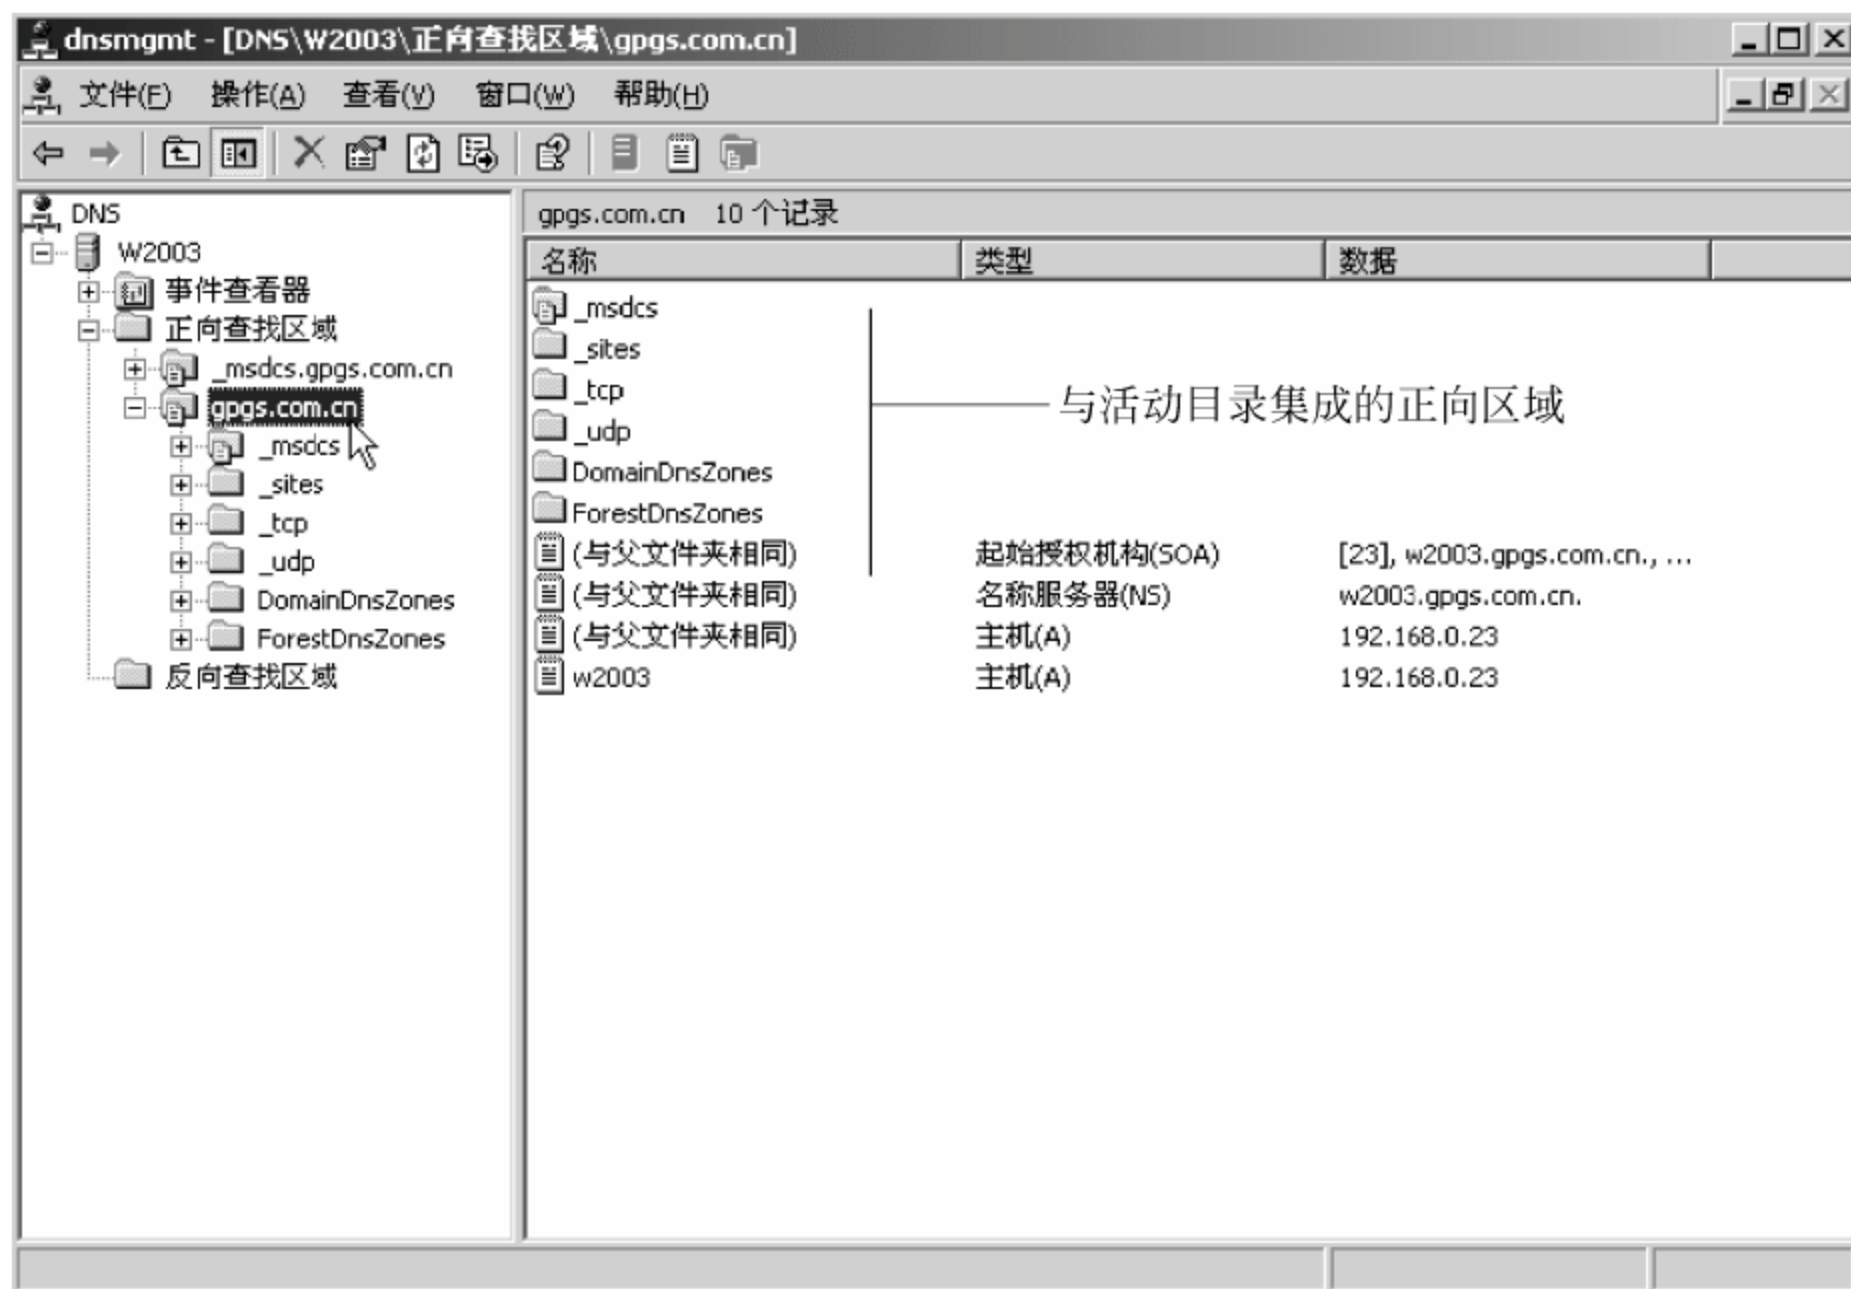 dnsmgmt - [DNS\W2003\正向查找区域\gpgs.com.cn]
文件(F) 操作(A) 查看(V) 窗口(W) 帮助(H)
DNS
W2003
事件查看器
正向查找区域
_msdcs.gpgs.com.cn
gpgs.com.cn
_msdcs
_sites
_tcp
_udp
DomainDnsZones
ForestDnsZones
反向查找区域
gpgs.com.cn 10 个记录
名称 类型 数据
_msdcs
_sites
_tcp
与活动目录集成的正向区域
_udp
DomainDnsZones
ForestDnsZones
(与父文件夹相同) 起始授权机构(SOA) [23], w2003.gpgs.com.cn., ...
(与父文件夹相同) 名称服务器(NS) w2003.gpgs.com.cn.
(与父文件夹相同) 主机(A) 192.168.0.23
w2003 主机(A) 192.168.0.23